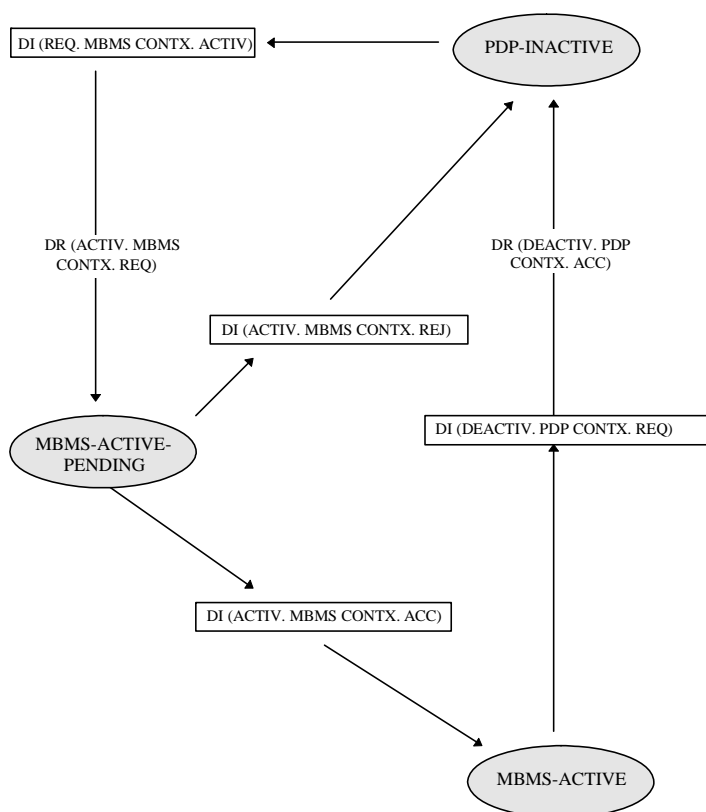 DI (REQ. MBMS CONTX. ACTIV)
PDP-INACTIVE
DR (ACTIV. MBMS
CONTX. REQ)
DR (DEACTIV. PDP
CONTX. ACC)
DI (ACTIV. MBMS CONTX. REJ)
MBMS-ACTIVE-
PENDING
DI (DEACTIV. PDP CONTX. REQ)
DI (ACTIV. MBMS CONTX. ACC)
MBMS-ACTIVE